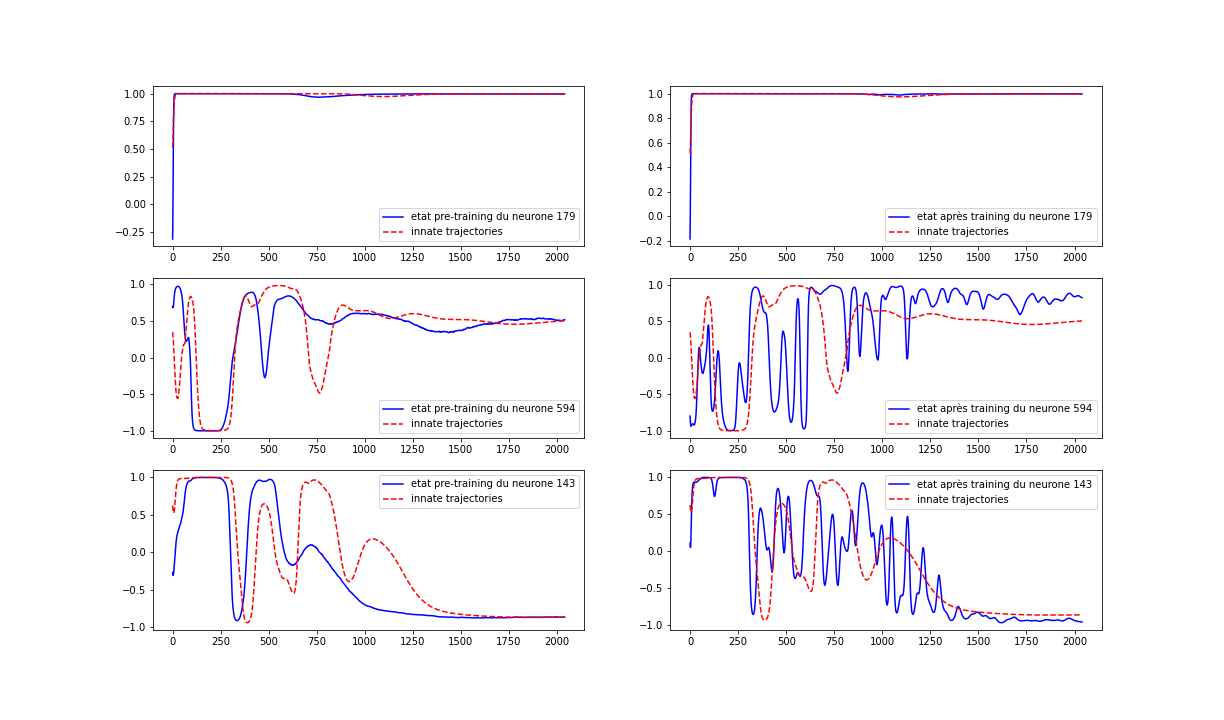 1.00
0.75
0.50
0.25
0.00
−0.25
etat pre-training du neurone 179
innate trajectories
0 250 500 750 1000 1250 1500 1750 2000
1.0
0.8
0.6
0.4
0.2
0.0
−0.2
etat après training du neurone 179
innate trajectories
0 250 500 750 1000 1250 1500 1750 2000
1.0
0.5
0.0
−0.5
−1.0
etat pre-training du neurone 594
innate trajectories
0 250 500 750 1000 1250 1500 1750 2000
1.0
0.5
0.0
−0.5
−1.0
etat après training du neurone 594
innate trajectories
0 250 500 750 1000 1250 1500 1750 2000
1.0
0.5
0.0
−0.5
−1.0
etat pre-training du neurone 143
innate trajectories
0 250 500 750 1000 1250 1500 1750 2000
1.0
0.5
0.0
−0.5
−1.0
etat après training du neurone 143
innate trajectories
0 250 500 750 1000 1250 1500 1750 2000